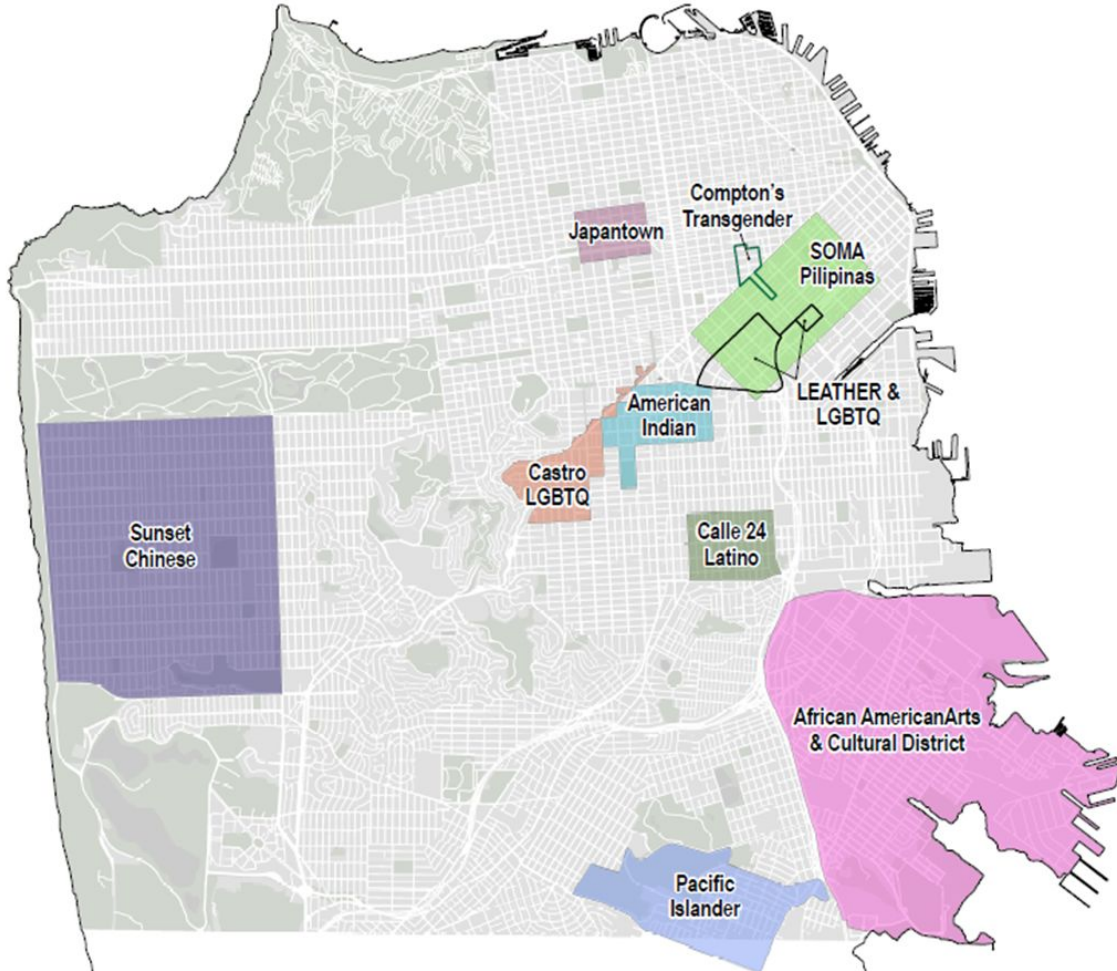 Compton's
Transgender
Japantown
SOMA
Pilipinas
LEATHER &
LGBTQ
American
Indian
Castro
LGBTQ
Sunset
Chinese
Calle 24
Latino
African AmericanArts
& Cultural District
Pacific
Islander